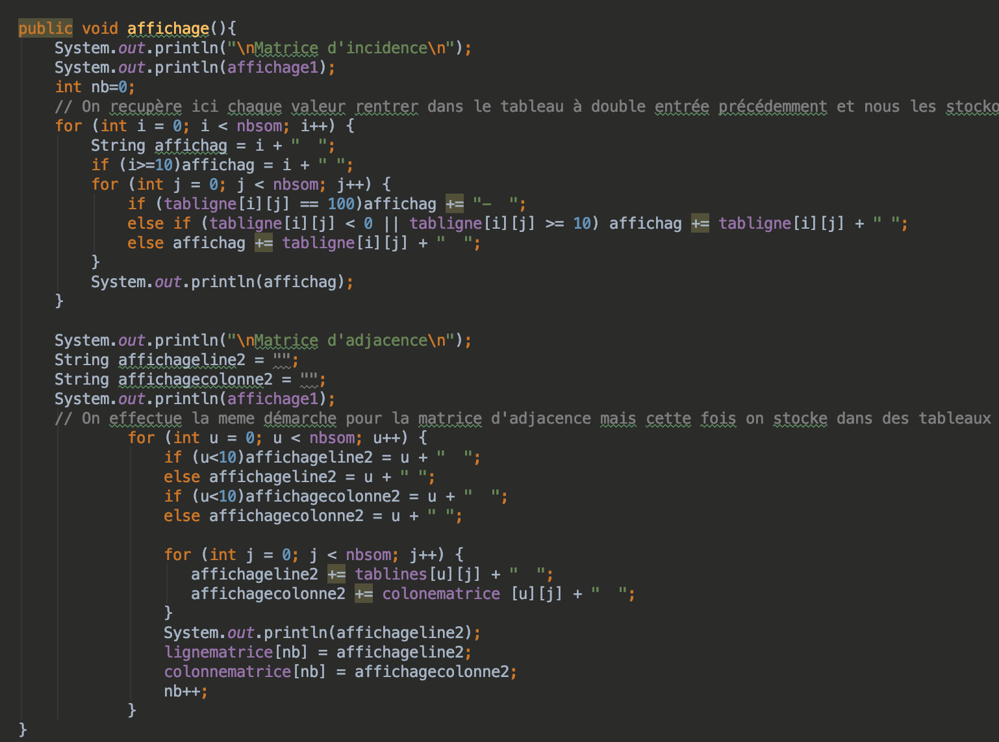 public void affichage(){
System.out.println("\nMatrice d'incidence\n");
System.out.println(affichage1);
int nb=0;
// On recupère ici chaque valeur rentrer dans le tableau à double entrée précédemment et nous les stocko
for (int i = 0; i < nbsom; i++) {
String affichag = i + "  ";
if (i>=10)affichag = i + " ";
for (int j = 0; j < nbsom; j++) {
if (tabligne[i][j] == 100)affichag += "-  ";
else if (tabligne[i][j] < 0 || tabligne[i][j] >= 10) affichag += tabligne[i][j] + " ";
else affichag += tabligne[i][j] + "  ";
}
System.out.println(affichag);
}
System.out.println("\nMatrice d'adjacence\n");
String affichageline2 = "";
String affichagecolonne2 = "";
System.out.println(affichage1);
// On effectue la meme démarche pour la matrice d'adjacence mais cette fois on stocke dans des tableaux
for (int u = 0; u < nbsom; u++) {
if (u<10)affichageline2 = u + "  ";
else affichageline2 = u + " ";
if (u<10)affichagecolonne2 = u + "  ";
else affichagecolonne2 = u + " ";
for (int j = 0; j < nbsom; j++) {
affichageline2 += tablines[u][j] + "  ";
affichagecolonne2 += colonematrice [u][j] + "  ";
}
System.out.println(affichageline2);
lignematrice[nb] = affichageline2;
colonnematrice[nb] = affichagecolonne2;
nb++;
}
}